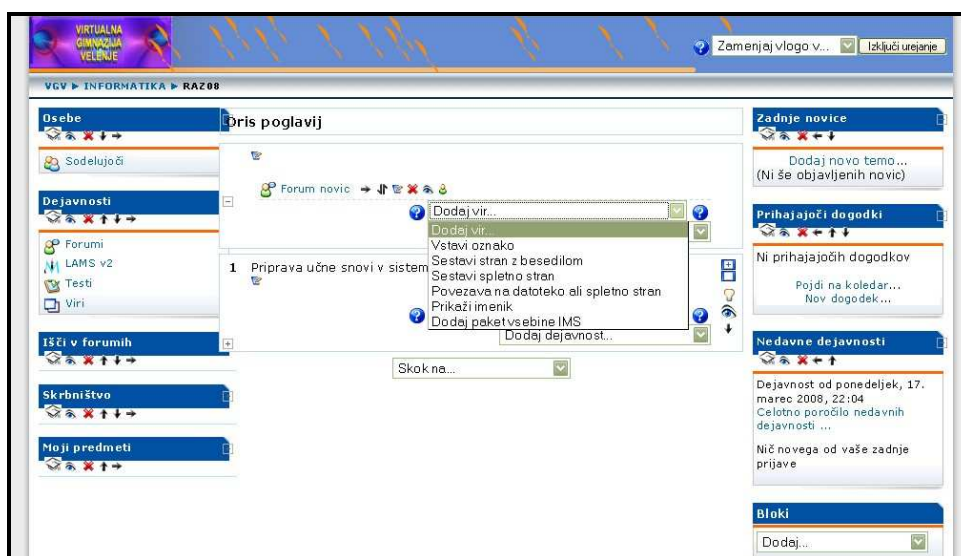 VIRTUALNA
GIMNAZIJA
VELENJE
Zamenjaj vlogo v...
Izključi urejanje
VGV ► INFORMATIKA ► RAZ08
Osebe
Sodelujoči
Dejavnosti
Forumi
LAMS v2
Testi
Viri
Išči v forumih
Skrbništvo
Moji predmeti
Oris poglavij
Forum novic
Dodaj vir...
Dodaj vir...
Vstavi oznako
Sestavi stran z besedilom
Sestavi spletno stran
Povezava na datoteko ali spletno stran
Prikaži imenik
Dodaj paket vsebine IMS
1 Priprava učne snovi v sistem
Dodaj dejavnost...
Skok na...
Zadnje novice
Dodaj novo temo...
(Ni še objavljenih novic)
Prihajajoči dogodki
Ni prihajajočih dogodkov
Pojdi na koledar...
Nov dogodek...
Nedavne dejavnosti
Dejavnost od ponedeljek, 17.
marec 2008, 22:04
Celotno poročilo nedavnih
dejavnosti ...
Nič novega od vaše zadnje
prijave
Bloki
Dodaj...